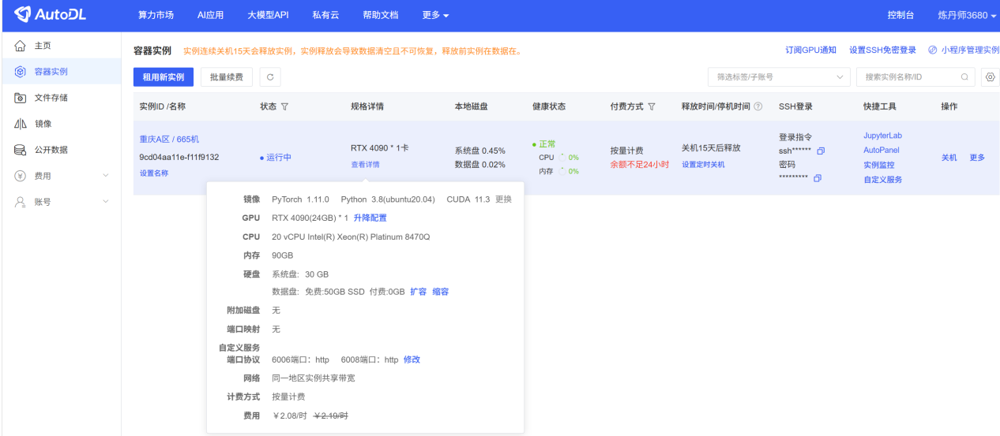 AutoDL 算力市场 AI应用 大模型API 私有云 帮助文档 更多 控制台 炼丹师3680
主页
容器实例
文件存储
镜像
公开数据
费用
账号
容器实例 实例连续关机15天会释放实例，实例释放会导致数据清空且不可恢复，释放前实例在数据在。 订阅GPU通知 设置SSH免密登录 小程序管理实例
租用新实例 批量续费 筛选标签/子账号 搜索实例名称/ID
实例ID /名称 状态 规格详情 本地磁盘 健康状态 付费方式 释放时间/停机时间 SSH登录 快捷工具 操作
重庆A区 / 665机
9cd04aa11e-f11f9132
设置名称
运行中
RTX 4090 * 1卡
查看详情
系统盘 0.45%
数据盘 0.02%
正常
CPU 0%
内存 0%
按量计费
余额不足24小时
关机15天后释放
设置定时关机
登录指令
ssh******
密码
*********
JupyterLab
AutoPanel
实例监控
自定义服务
关机 更多
镜像 PyTorch 1.11.0 Python 3.8(ubuntu20.04) CUDA 11.3 更换
GPU RTX 4090(24GB) * 1 升降配置
CPU 20 vCPU Intel(R) Xeon(R) Platinum 8470Q
内存 90GB
硬盘 系统盘: 30 GB
数据盘: 免费:50GB SSD 付费:0GB 扩容 缩容
附加磁盘 无
端口映射 无
自定义服务
端口协议 6006端口：http 6008端口：http 修改
网络 同一地区实例共享带宽
计费方式 按量计费
费用 ￥2.08/时 ￥2.19/时